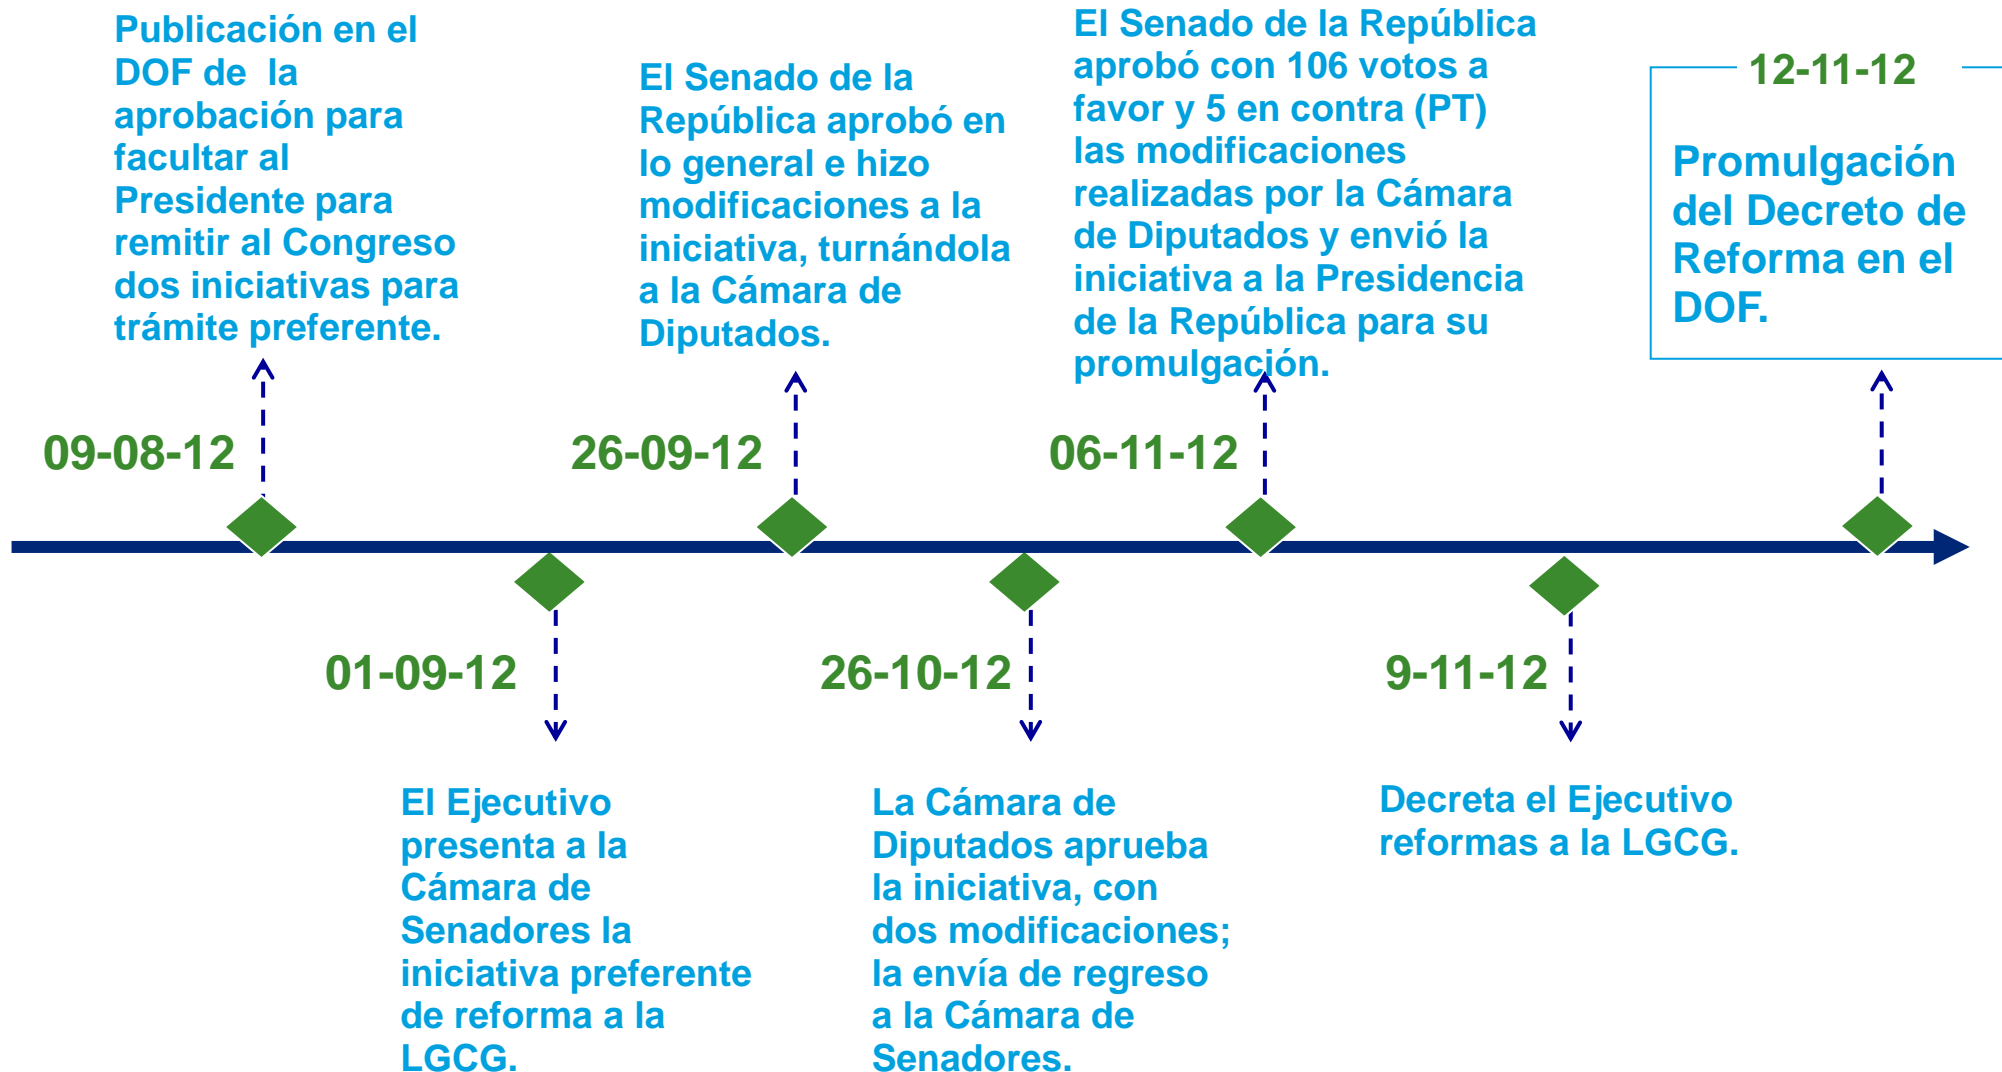 Publicación en el
DOF de  la
aprobación para
facultar al
Presidente para
remitir al Congreso
dos iniciativas para
trámite preferente.
09-08-12
01-09-12
El Ejecutivo
presenta a la
Cámara de
Senadores la
iniciativa preferente
de reforma a la
LGCG.
El Senado de la
República aprobó en
lo general e hizo
modificaciones a la
iniciativa, turnándola
a la Cámara de
Diputados.
26-09-12
26-10-12
La Cámara de
Diputados aprueba
la iniciativa, con
dos modificaciones;
la envía de regreso
a la Cámara de
Senadores.
El Senado de la República
aprobó con 106 votos a
favor y 5 en contra (PT)
las modificaciones
realizadas por la Cámara
de Diputados y envió la
iniciativa a la Presidencia
de la República para su
promulgación.
06-11-12
9-11-12
Decreta el Ejecutivo
reformas a la LGCG.
12-11-12
Promulgación
del Decreto de
Reforma en el
DOF.